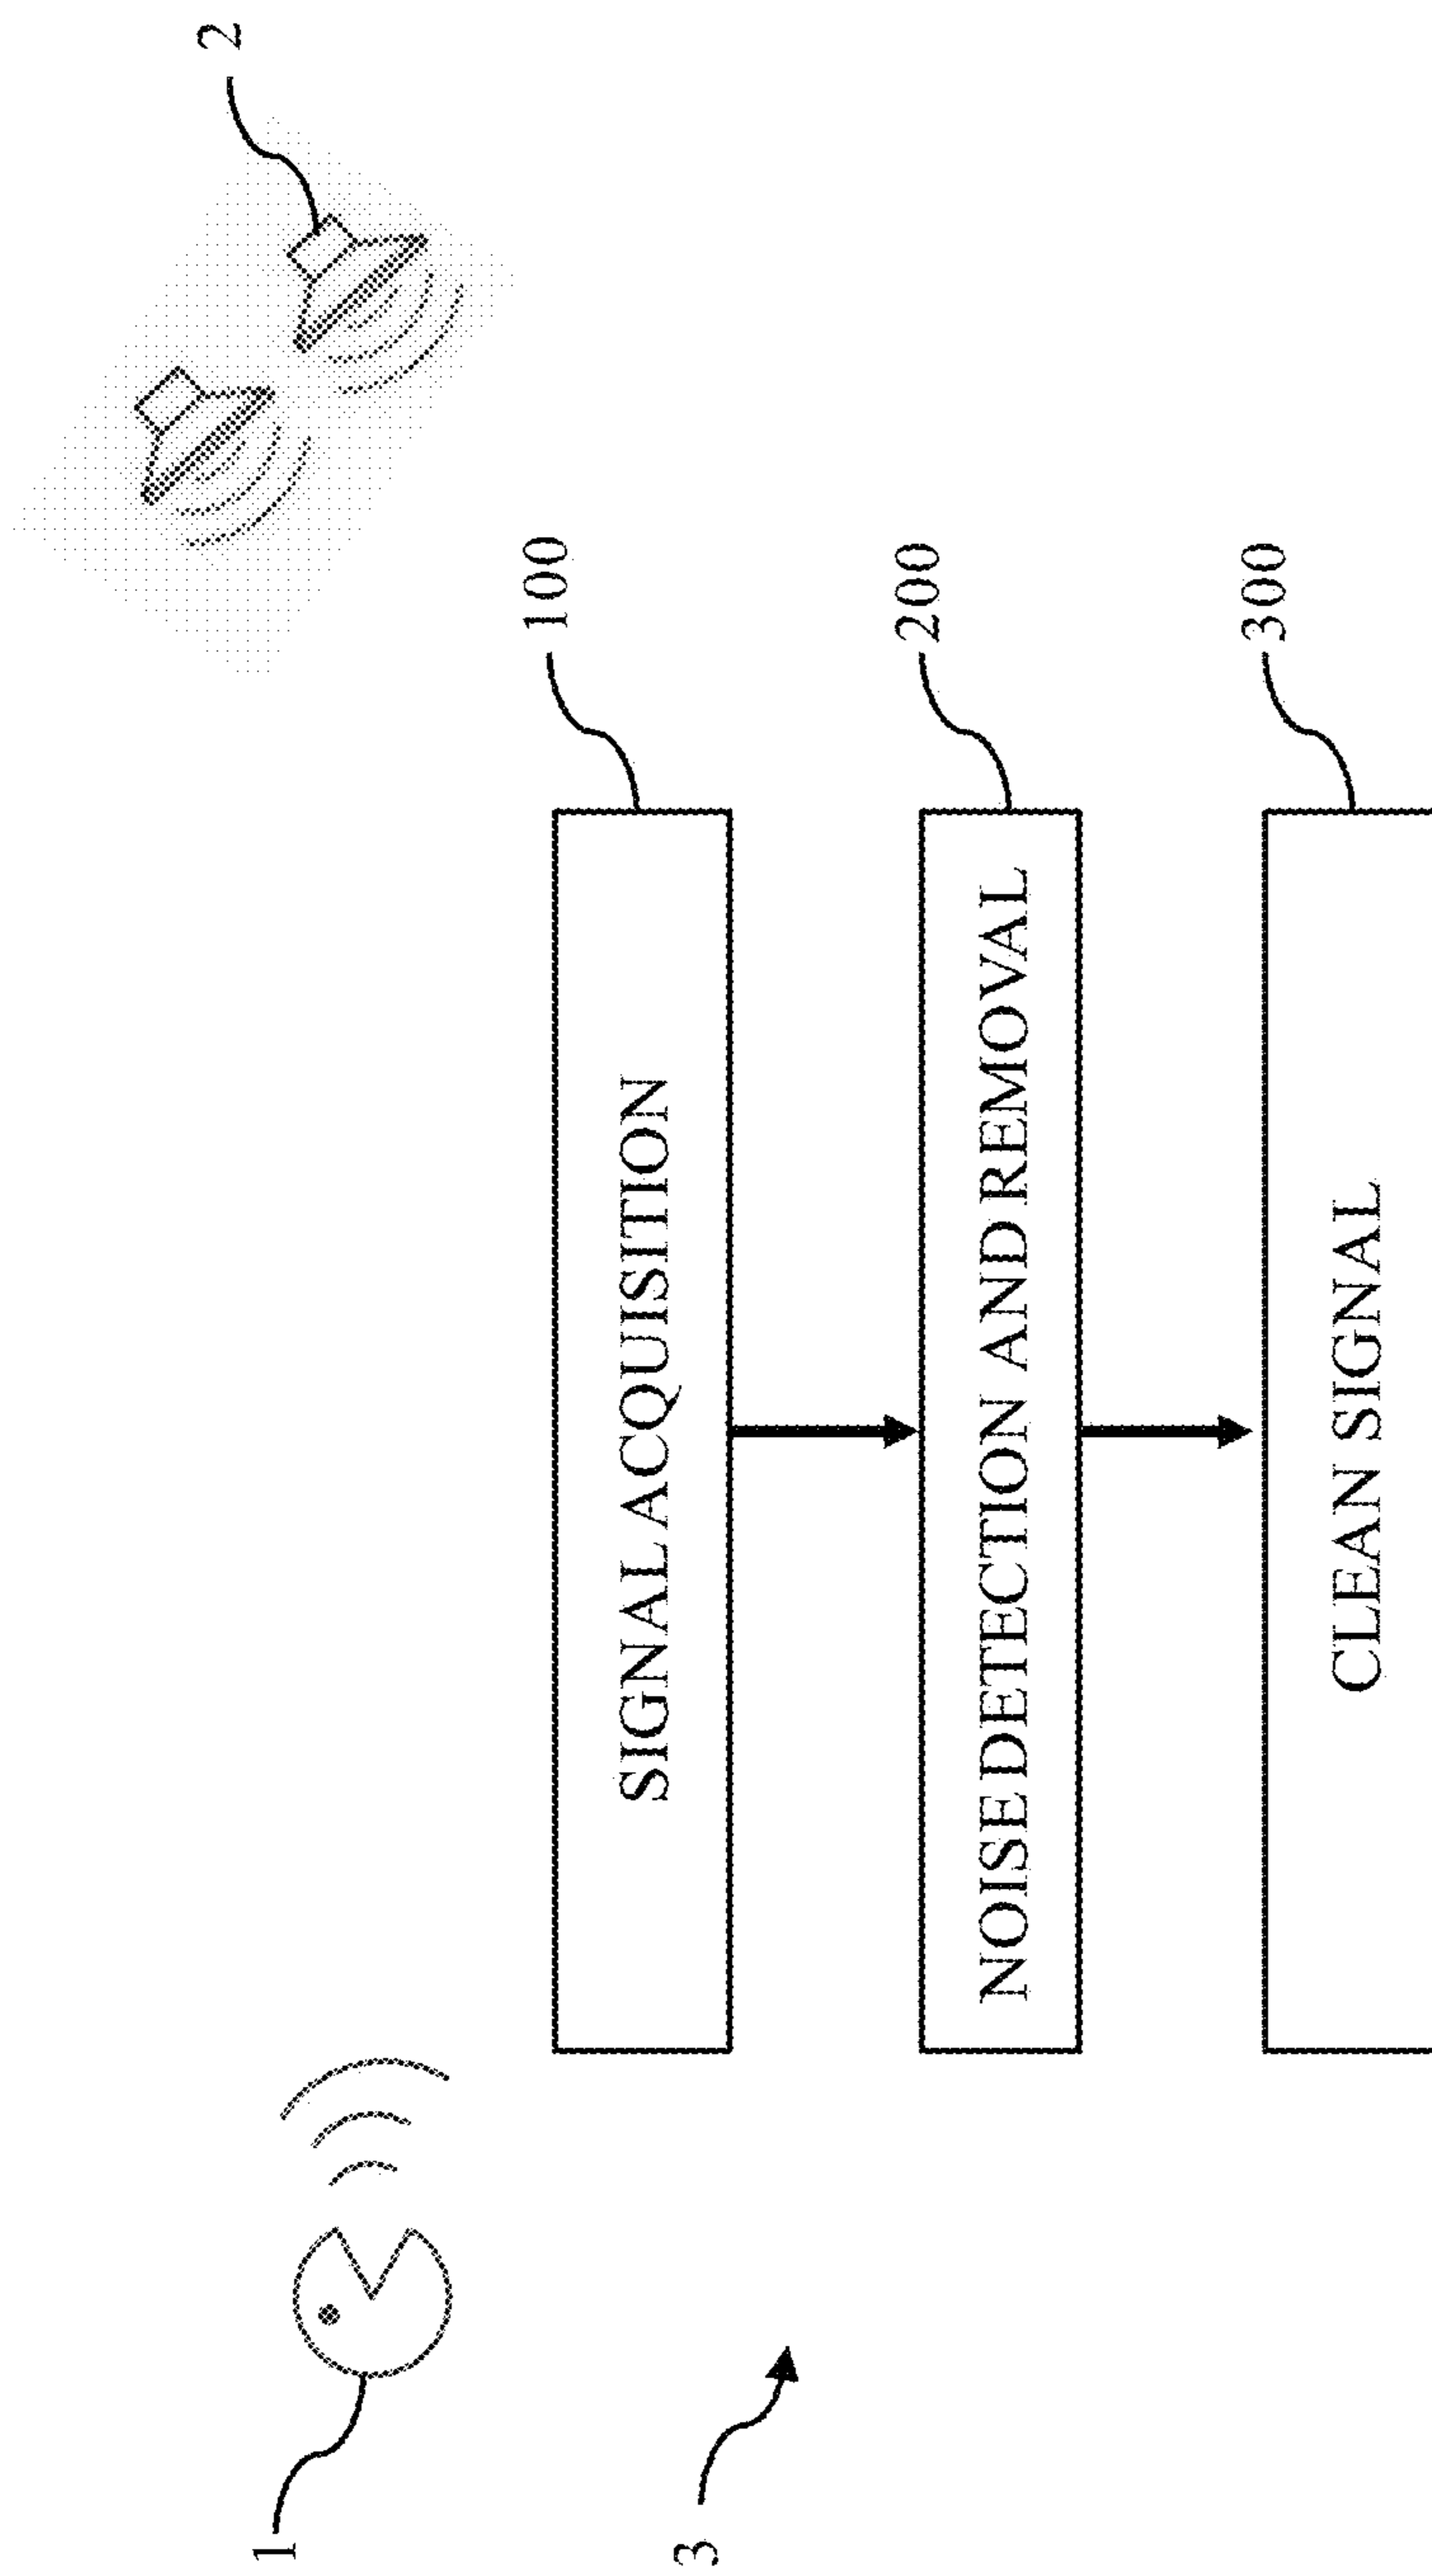 2
1
100
SIGNAL ACQUISITION
3
200
NOISE DETECTION AND REMOVAL
300
CLEAN SIGNAL